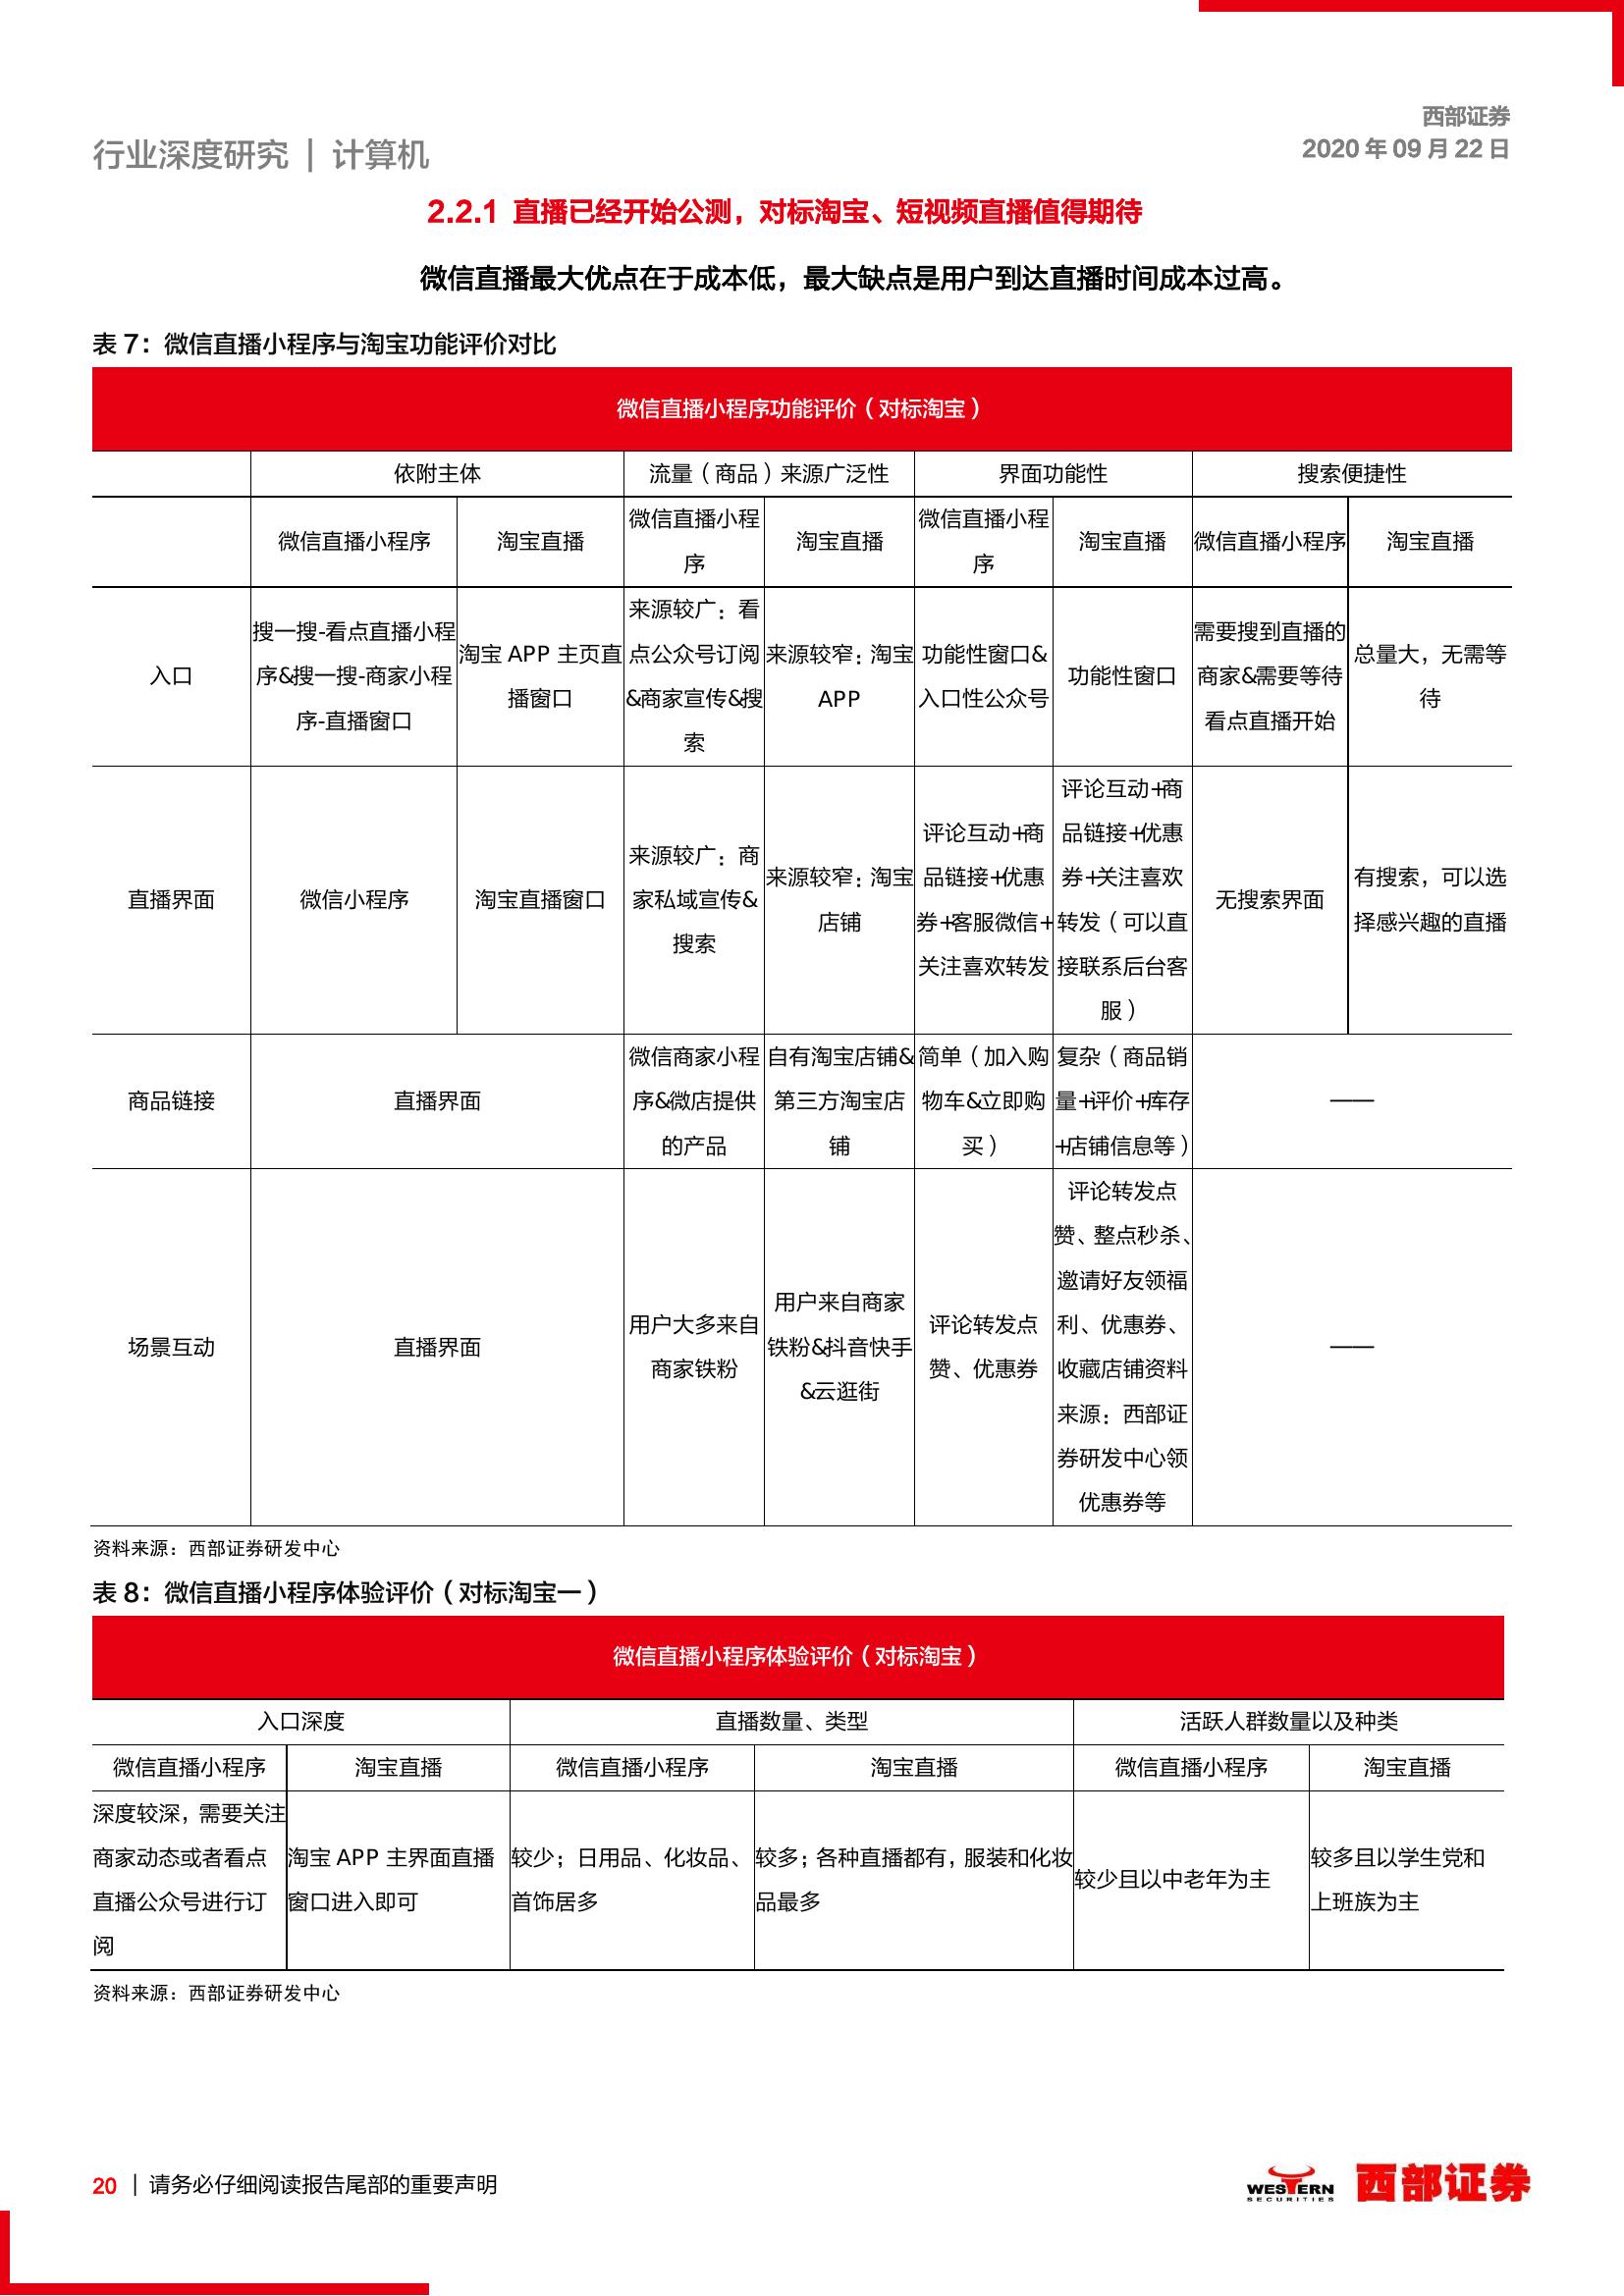 西部证券
行业深度研究 | 计算机
2020 年 09 月 22 日
2.2.1 直播已经开始公测，对标淘宝、短视频直播值得期待
微信直播最大优点在于成本低，最大缺点是用户到达直播时间成本过高。
表 7：微信直播小程序与淘宝功能评价对比
微信直播小程序功能评价（对标淘宝）
依附主体
流量（商品）来源广泛性
界面功能性
搜索便捷性
微信直播小程序
淘宝直播
微信直播小程
序
淘宝直播
微信直播小程
序
淘宝直播
微信直播小程序
淘宝直播
入口
搜一搜-看点直播小程
序&搜一搜-商家小程
序-直播窗口
淘宝 APP 主页直
播窗口
来源较广：看
点公众号订阅
&商家宣传&搜
索
来源较窄：淘宝
APP
功能性窗口&
入口性公众号
功能性窗口
需要搜到直播的
商家&需要等待
看点直播开始
总量大，无需等
待
直播界面
微信小程序
淘宝直播窗口
来源较广：商
家私域宣传&
搜索
来源较窄：淘宝
店铺
评论互动+商
品链接+优惠
券+客服微信+
关注喜欢转发
评论互动+商
品链接+优惠
券+关注喜欢
转发（可以直
接联系后台客
服）
无搜索界面
有搜索，可以选
择感兴趣的直播
商品链接
直播界面
微信商家小程
序&微店提供
的产品
自有淘宝店铺&
第三方淘宝店
铺
简单（加入购
物车&立即购
买）
复杂（商品销
量+评价+库存
+店铺信息等）
——
场景互动
直播界面
用户大多来自
商家铁粉
用户来自商家
铁粉&抖音快手
&云逛街
评论转发点
赞、优惠券
评论转发点
赞、整点秒杀、
邀请好友领福
利、优惠券、
收藏店铺资料
来源：西部证
券研发中心领
优惠券等
——
资料来源：西部证券研发中心
表 8：微信直播小程序体验评价（对标淘宝一）
微信直播小程序体验评价（对标淘宝）
入口深度
直播数量、类型
活跃人群数量以及种类
微信直播小程序
淘宝直播
微信直播小程序
淘宝直播
微信直播小程序
淘宝直播
深度较深，需要关注
商家动态或者看点
直播公众号进行订
阅
淘宝 APP 主界面直播
窗口进入即可
较少；日用品、化妆品、
首饰居多
较多；各种直播都有，服装和化妆
品最多
较少且以中老年为主
较多且以学生党和
上班族为主
资料来源：西部证券研发中心
20 | 请务必仔细阅读报告尾部的重要声明
WESTERN
SECURITIES
西部证券